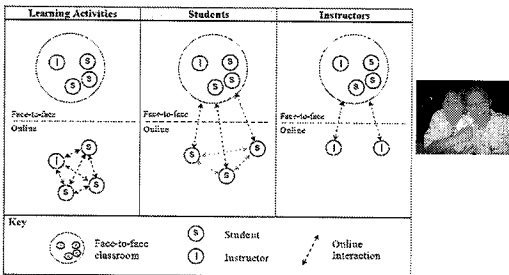 Learning Activities
Students
Instructors
I
S
S
S
I
S
S
S
I
S
S
S
Face-to-face
Online
Face-to-face
Online
Face-to-face
Online
I
S
S
S
S
S
S
I
I
Key
Face-to-face
classroom
S
Student
I
Instructor
Online
Interaction